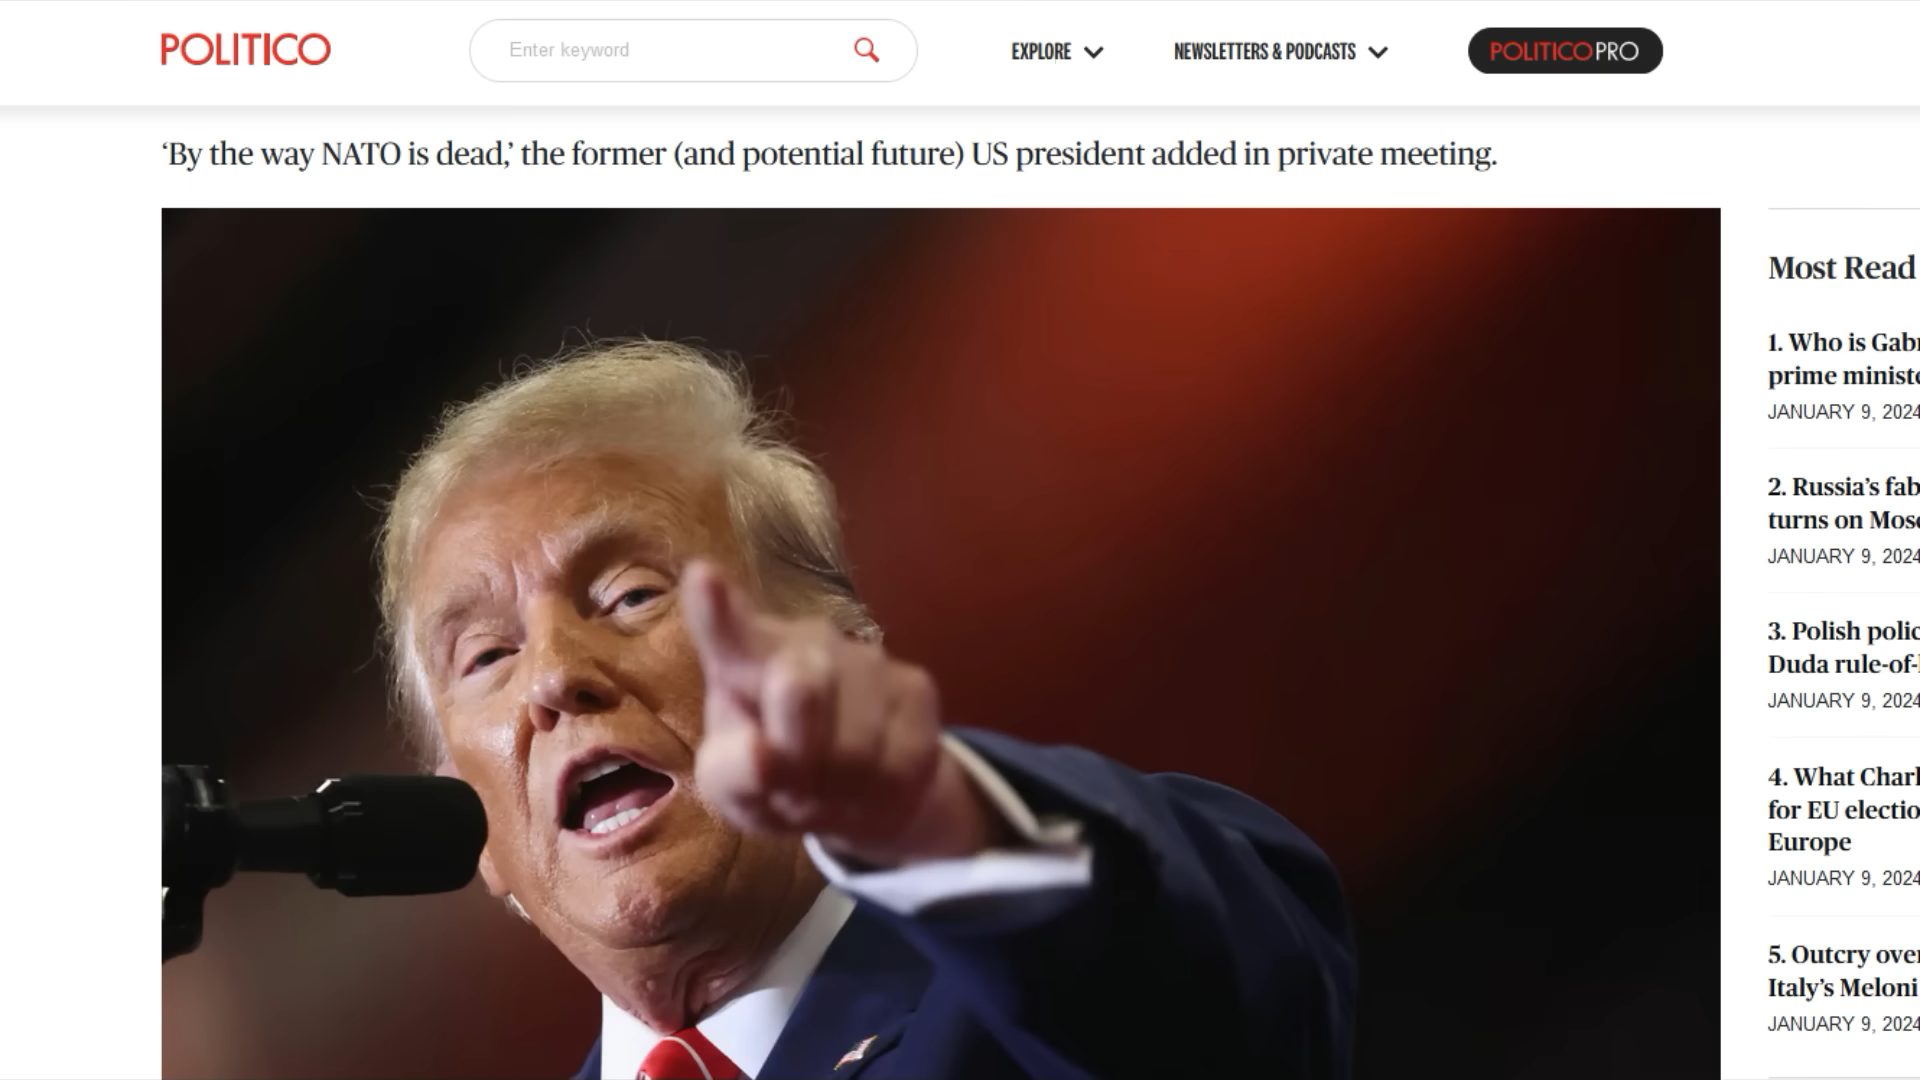 POLITICO
Enter keyword
EXPLORE
NEWSLETTERS & PODCASTS
POLITICOPRO
‘By the way NATO is dead,’ the former (and potential future) US president added in private meeting.
Most Read
1. Who is Gabr
prime ministe
JANUARY 9, 2024
2. Russia’s fab
turns on Mosc
JANUARY 9, 2024
3. Polish polic
Duda rule-of-l
JANUARY 9, 2024
4. What Charl
for EU electio
Europe
JANUARY 9, 2024
5. Outcry over
Italy’s Meloni
JANUARY 9, 2024